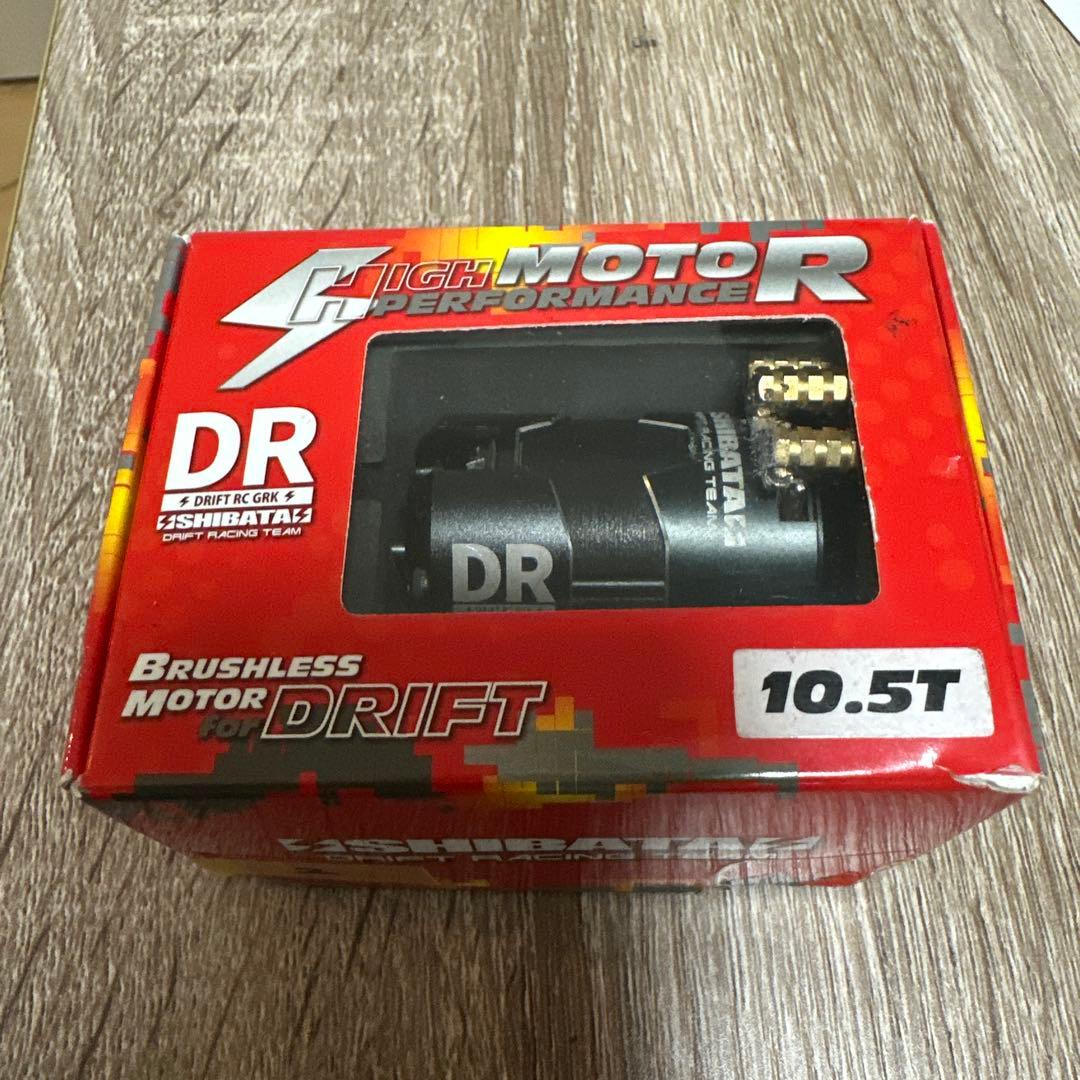 HIGH MOTOR
PERFORMANCE
DR
DRIFT RC GRK
SHIBATA
DRIFT RACING TEAM
SHIBATA
RACING TEAM
DR
BRUSHLESS
MOTOR for DRIFT
10.5T
SHIBATA
DRIFT RACING TEAM